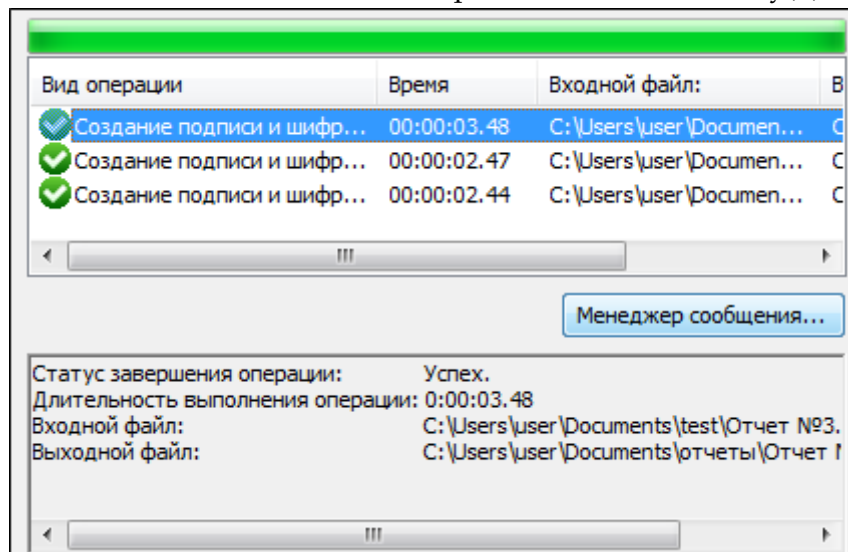 Вид операции Время Входной файл: В
Создание подписи и шифр... 00:00:03.48 C:\Users\user\Documen... C
Создание подписи и шифр... 00:00:02.47 C:\Users\user\Documen... C
Создание подписи и шифр... 00:00:02.44 C:\Users\user\Documen... C
Менеджер сообщения...
Статус завершения операции: Успех.
Длительность выполнения операции: 0:00:03.48
Входной файл: C:\Users\user\Documents\test\Отчет №3.
Выходной файл: C:\Users\user\Documents\отчеты\Отчет